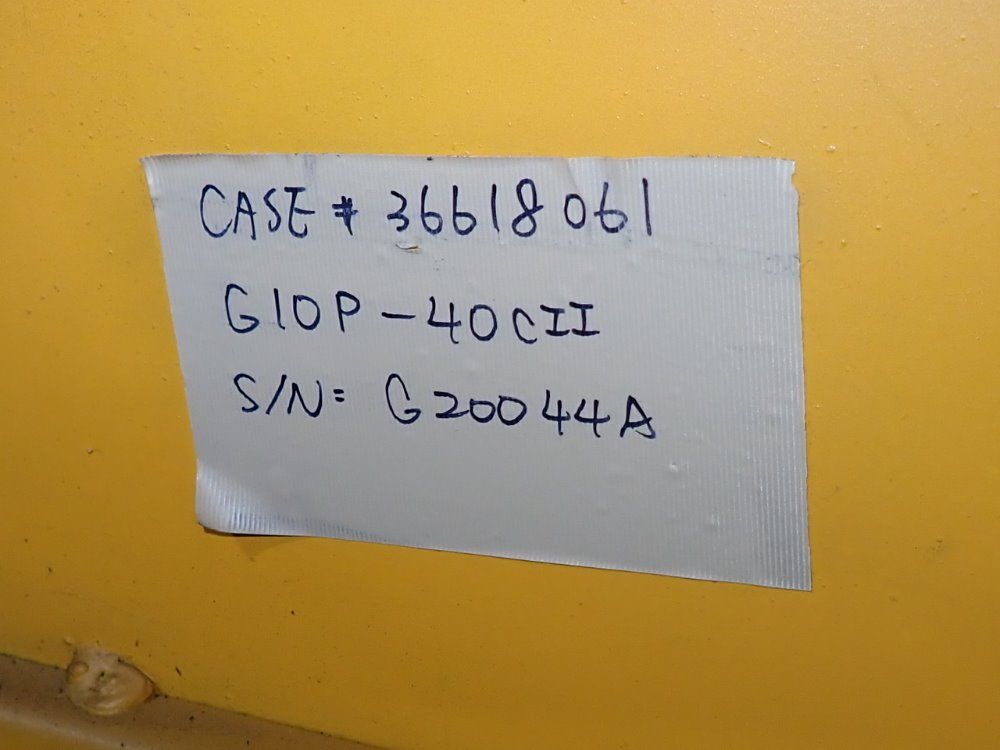 CASE # 36618061
G10P-40CII
S/N: G20044A